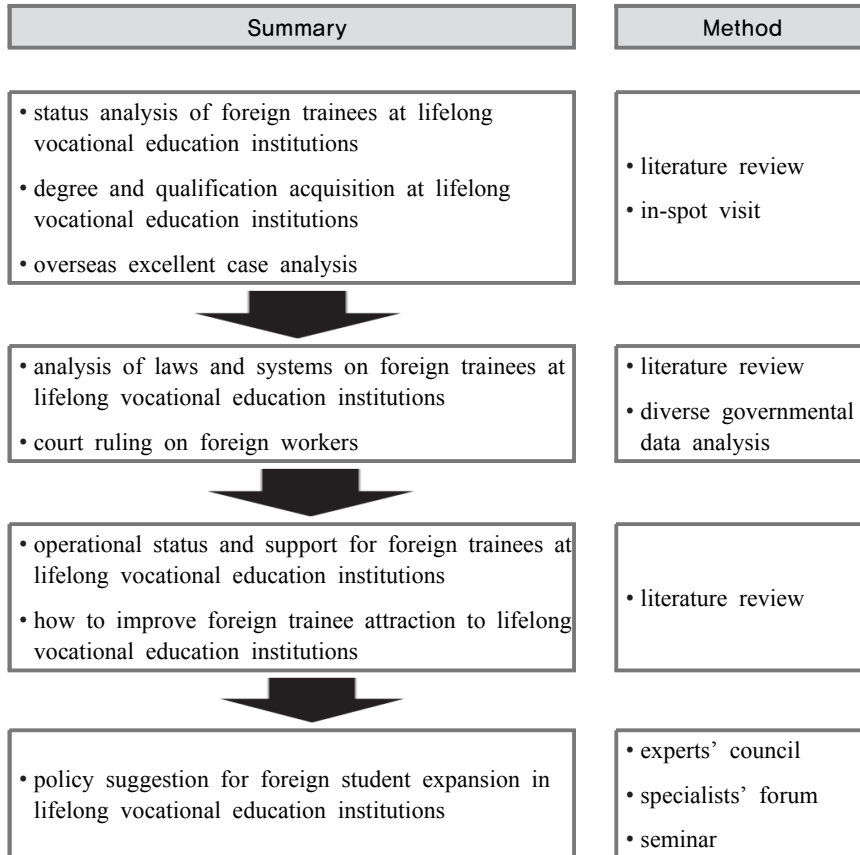 Summary
Method
• status analysis of foreign trainees at lifelong
vocational education institutions
• degree and qualification acquisition at lifelong
vocational education institutions
• overseas excellent case analysis
• literature review
• in-spot visit
• analysis of laws and systems on foreign trainees at
lifelong vocational education institutions
• court ruling on foreign workers
• literature review
• diverse governmental
data analysis
• operational status and support for foreign trainees at
lifelong vocational education institutions
• how to improve foreign trainee attraction to lifelong
vocational education institutions
• literature review
• policy suggestion for foreign student expansion in
lifelong vocational education institutions
• experts’ council
• specialists’ forum
• seminar